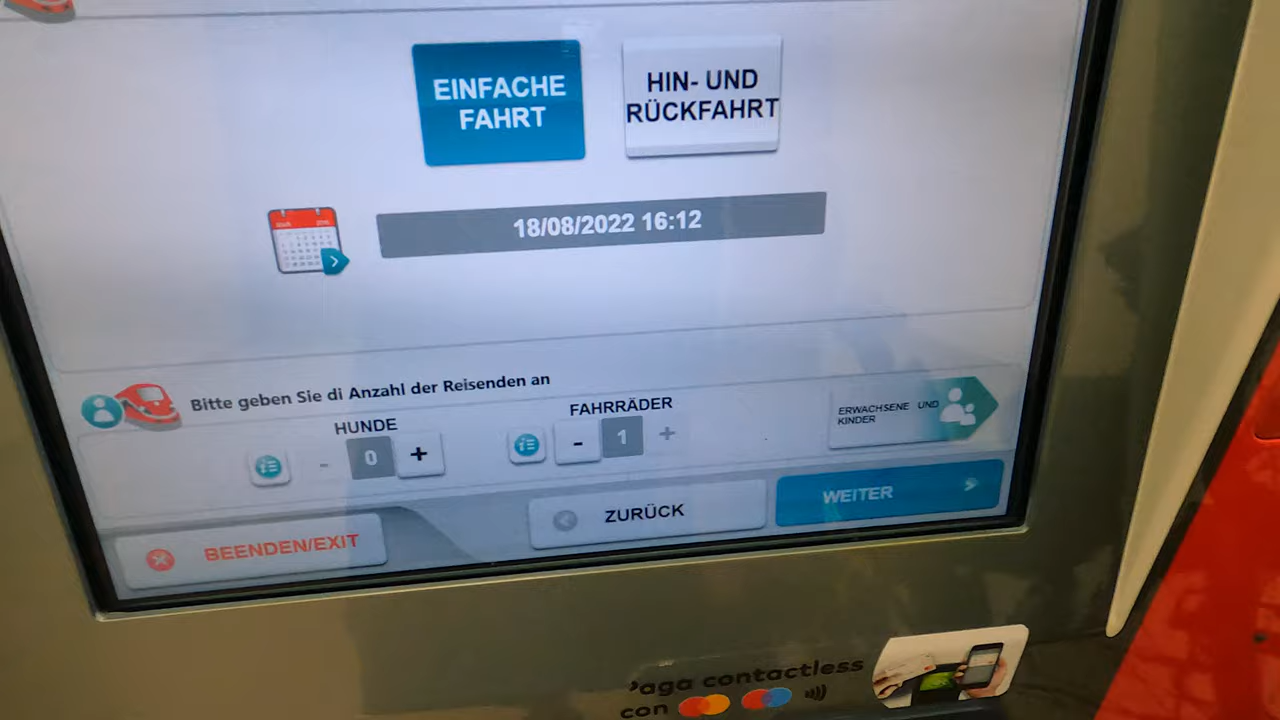 EINFACHE
FAHRT
HIN- UND
RÜCKFAHRT
18/08/2022 16:12
Bitte geben Sie di Anzahl der Reisenden an
HUNDE
- 0 +
FAHRRÄDER
- 1 +
ERWACHSENE UND
KINDER
BEENDEN/EXIT
ZURÜCK
WEITER
aga contactless
con